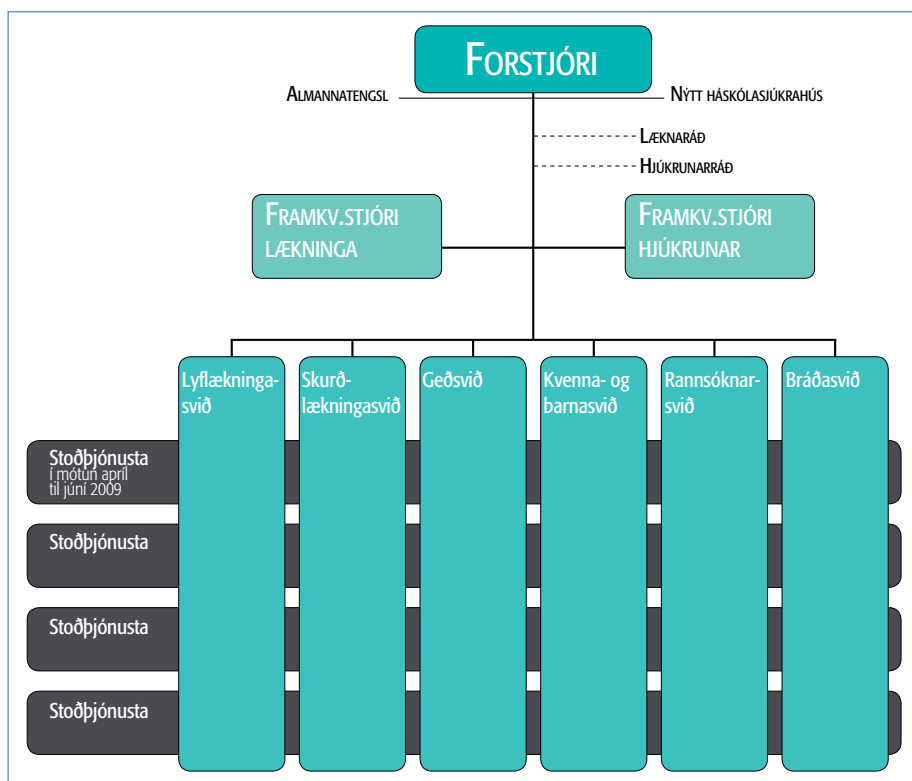 Forstjóri
Almannatengsl
Nýtt háskólasjúkrahús
Læknaráð
Hjúkrunarráð
Framkv.stjóri
lækninga
Framkv.stjóri
hjúkrunar
Lyflækninga-
svið
Skurð-
lækningasvið
Geðsvið
Kvenna- og
barnasvið
Rannsóknar-
svið
Bráðasvið
Stoðþjónusta
í mótun apríl
til júní 2009
Stoðþjónusta
Stoðþjónusta
Stoðþjónusta